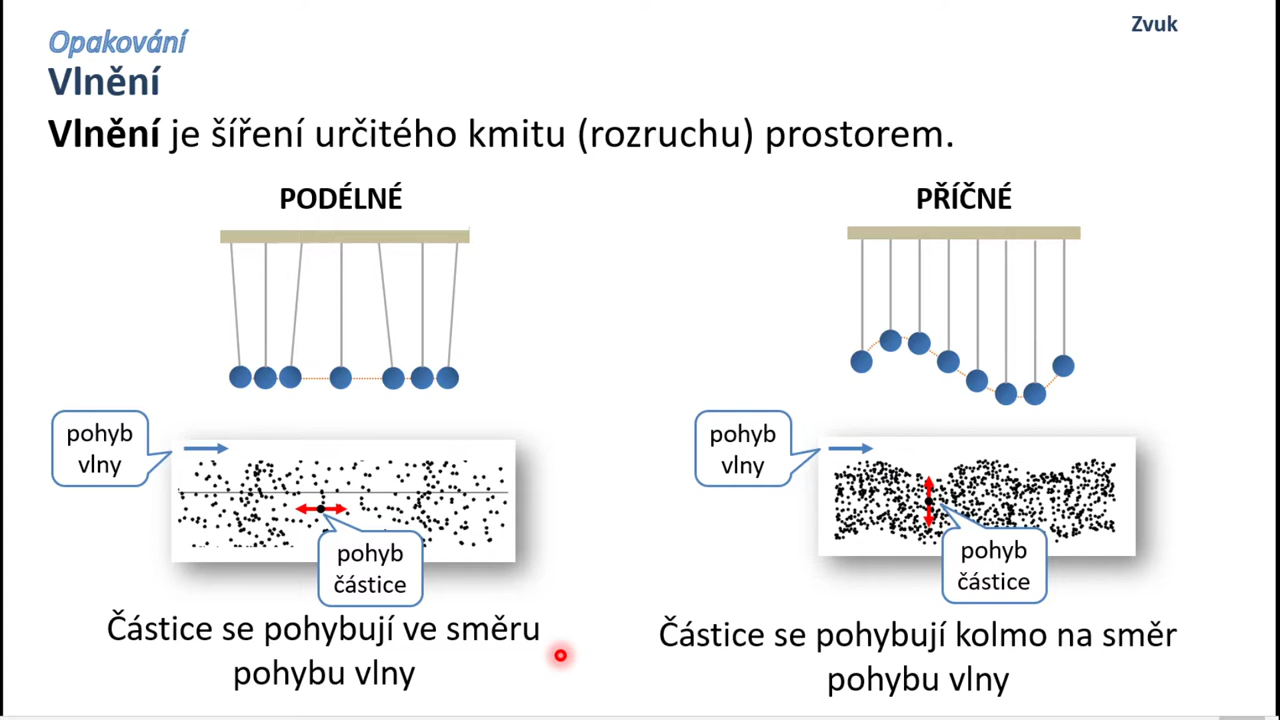 Zvuk
Opakování
Vlnění
Vlnění je šíření určitého kmitu (rozruchu) prostorem.
PODÉLNÉ
PŘÍČNÉ
pohyb
vlny
pohyb
částice
Částice se pohybují ve směru
pohybu vlny
pohyb
vlny
pohyb
částice
Částice se pohybují kolmo na směr
pohybu vlny